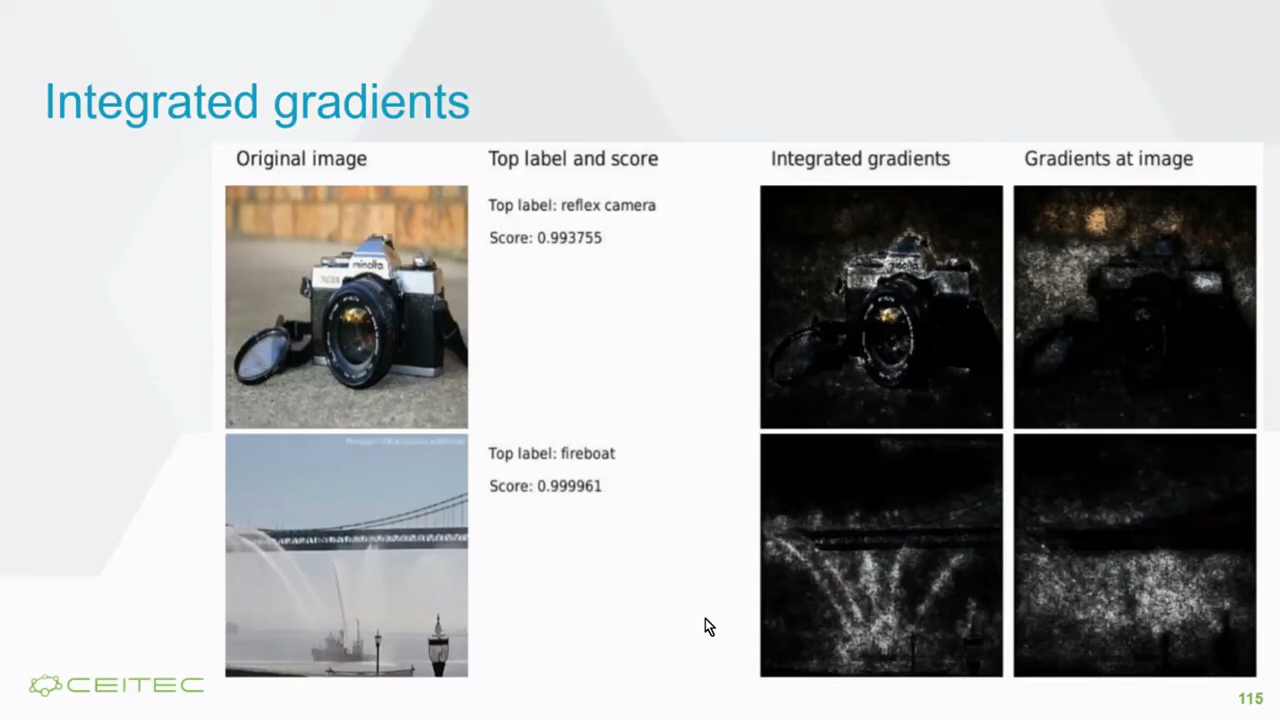 Integrated gradients
Original image
Top label and score
Integrated gradients
Gradients at image
Top label: reflex camera
Score: 0.993755
minolta
Top label: fireboat
Score: 0.999961
CEITEC
115